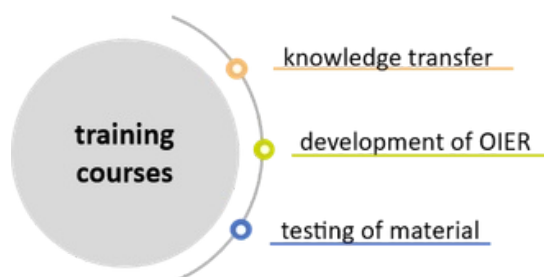 training
courses
knowledge transfer
development of OIER
testing of material